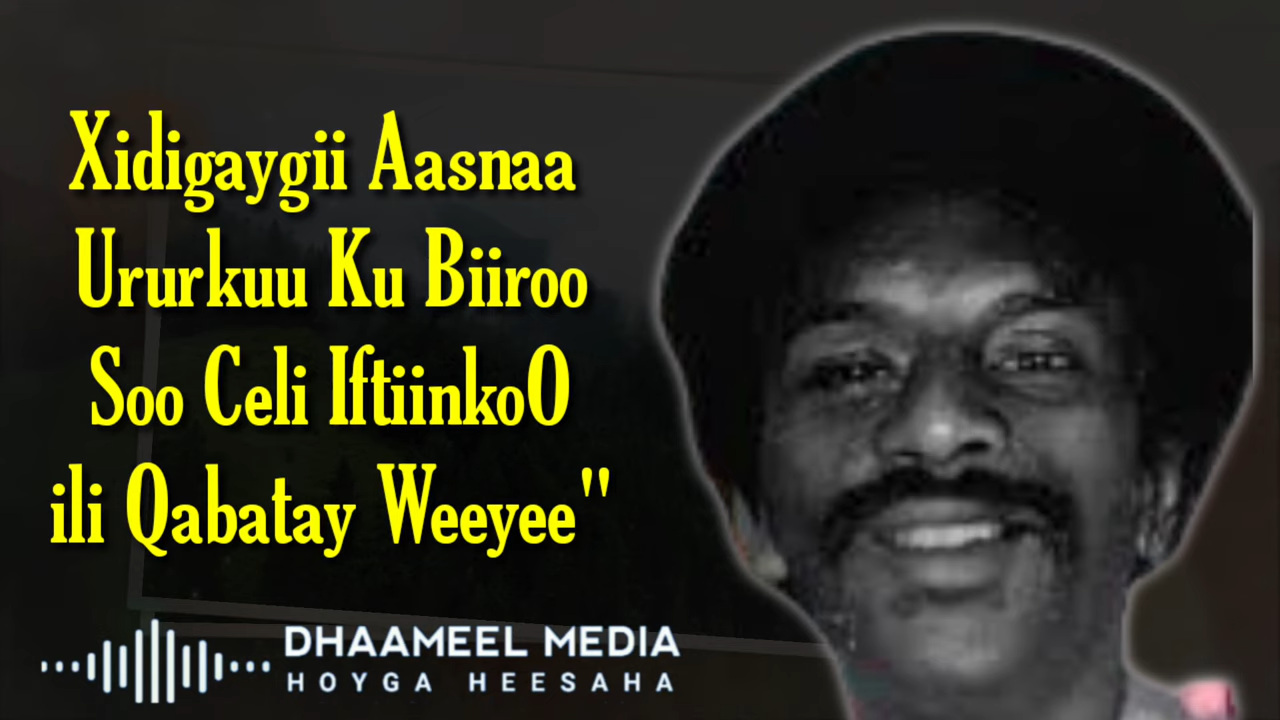 Xidigaygii Aasnaa
Ururkuu Ku Biiroo
Soo Celi IftiinkoO
ili Qabatay Weeyee"
DHAAMEEL MEDIA
HOYGA HEESAHA